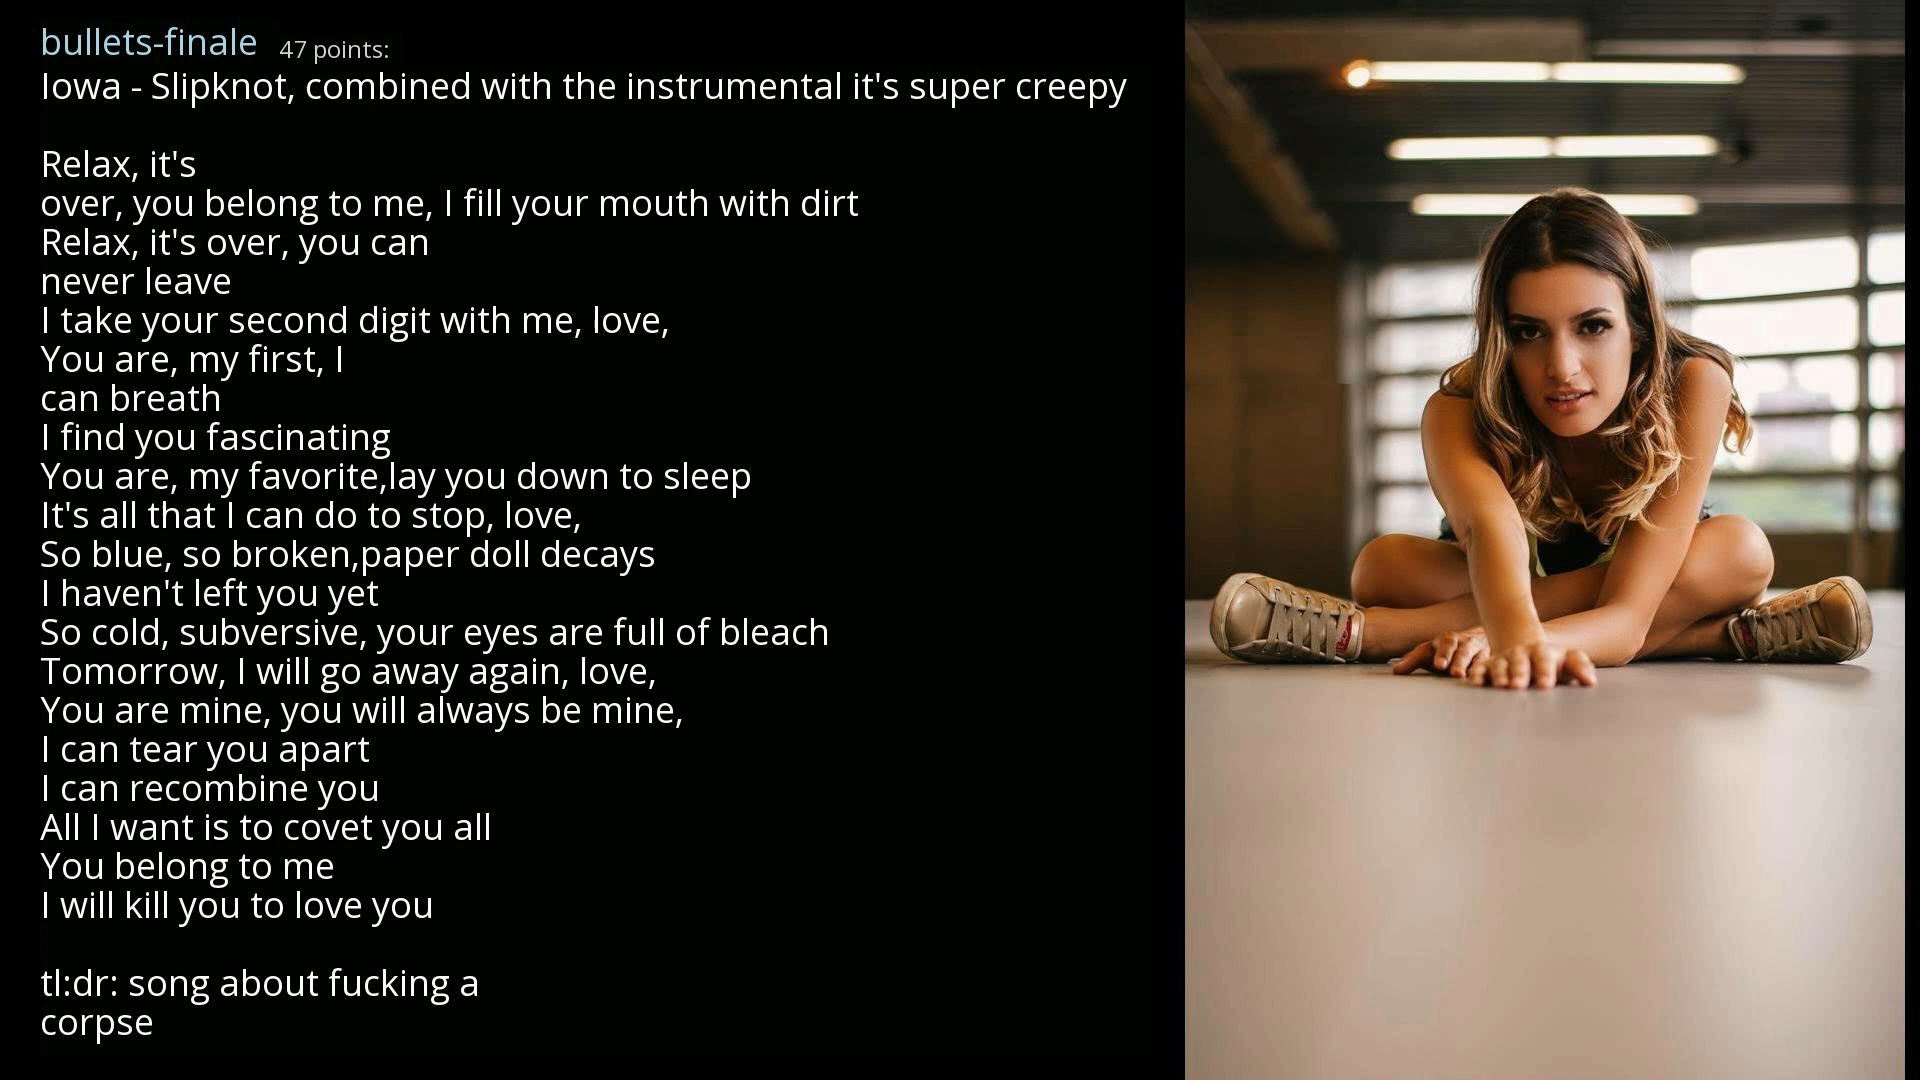 bullets-finale 47 points:
Iowa - Slipknot, combined with the instrumental it's super creepy
Relax, it's
over, you belong to me, I fill your mouth with dirt
Relax, it's over, you can
never leave
I take your second digit with me, love,
You are, my first, I
can breath
I find you fascinating
You are, my favorite,lay you down to sleep
It's all that I can do to stop, love,
So blue, so broken,paper doll decays
I haven't left you yet
So cold, subversive, your eyes are full of bleach
Tomorrow, I will go away again, love,
You are mine, you will always be mine,
I can tear you apart
I can recombine you
All I want is to covet you all
You belong to me
I will kill you to love you
tl:dr: song about fucking a
corpse